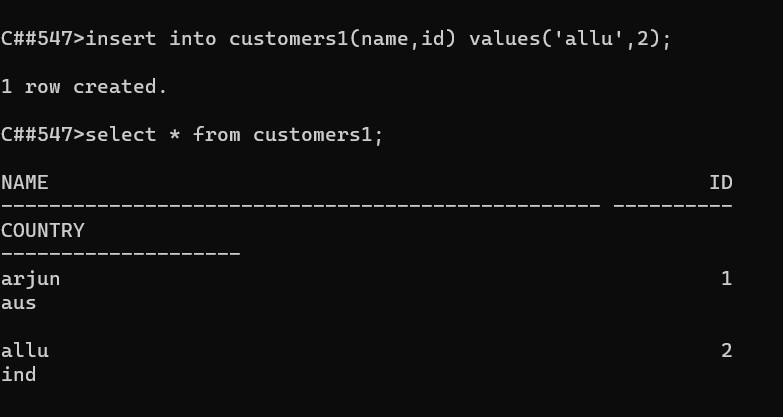 C##547>insert into customers1(name,id) values('allu',2);
1 row created.
C##547>select * from customers1;
NAME                                                       ID
-------------------------------------------------- ----------
COUNTRY
--------------------
arjun                                                       1
aus
allu                                                        2
ind